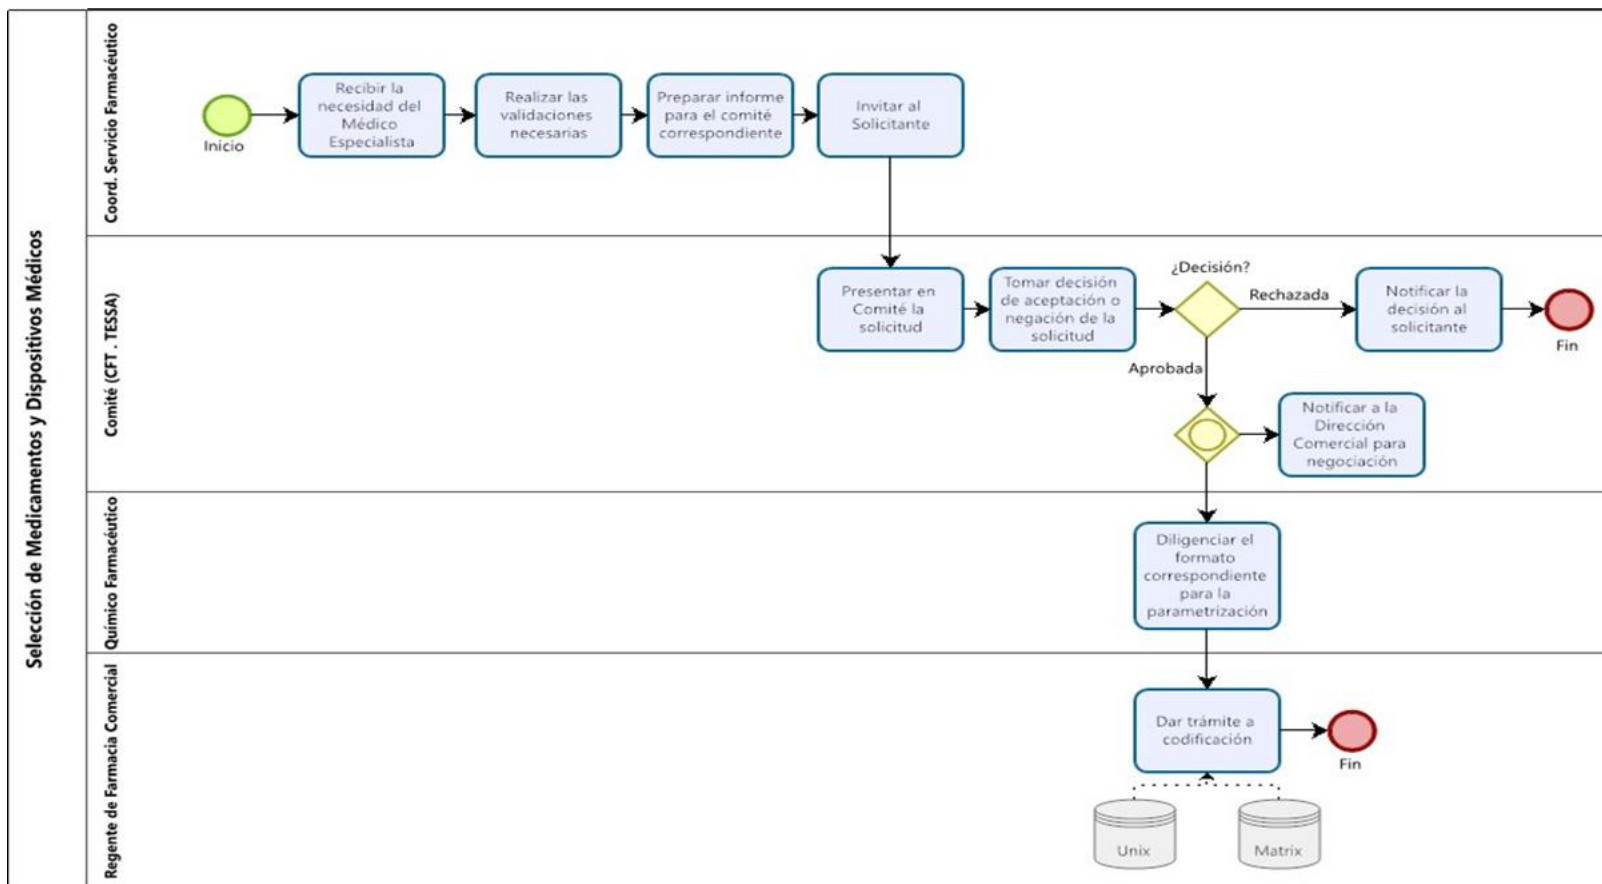 Selección de Medicamentos y Dispositivos Médicos
Coord. Servicio Farmacéutico
Inicio
Recibir la
necesidad del
Médico
Especialista
Realizar las
validaciones
necesarias
Preparar informe
para el comité
correspondiente
Invitar al
Solicitante
Comité (CFT . TESSA)
Presentar en
Comité la
solicitud
Tomar decisión
de aceptación o
negación de la
solicitud
¿Decisión?
Rechazada
Notificar la
decisión al
solicitante
Fin
Aprobada
Notificar a la
Dirección
Comercial para
negociación
Químico Farmacéutico
Diligenciar el
formato
correspondiente
para la
parametrización
Regente de Farmacia Comercial
Dar trámite a
codificación
Fin
Unix
Matrix